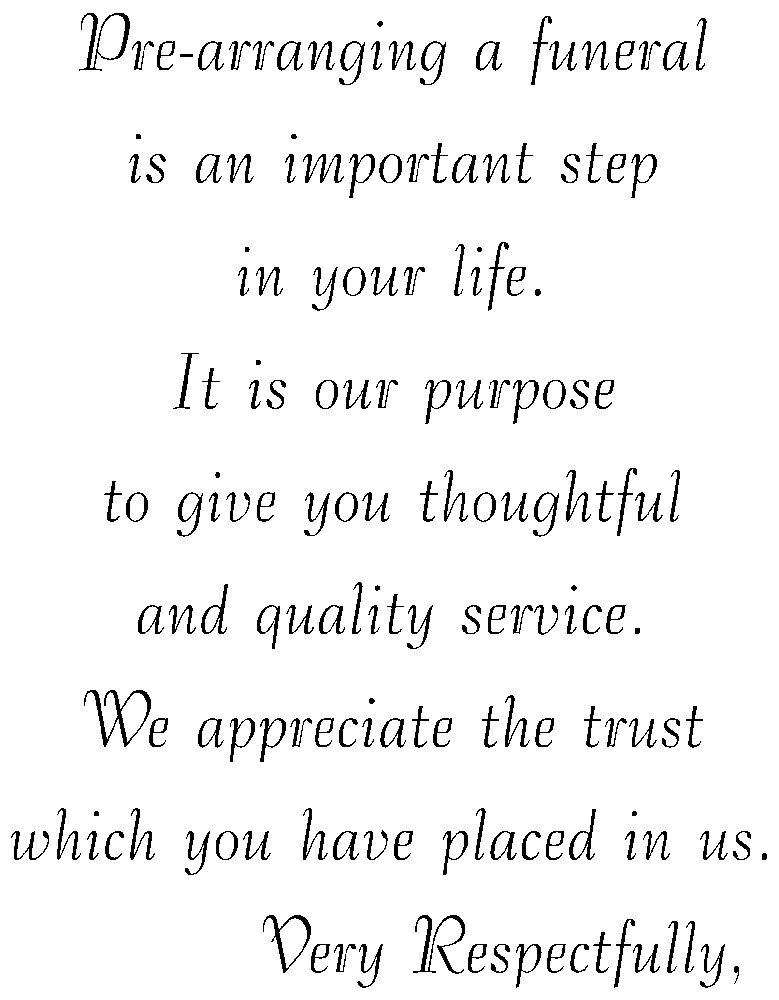 Pre-arranging a funeral
is an important step
in your life.
It is our purpose
to give you thoughtful
and quality service.
We appreciate the trust
which you have placed in us.
Very Respectfully,